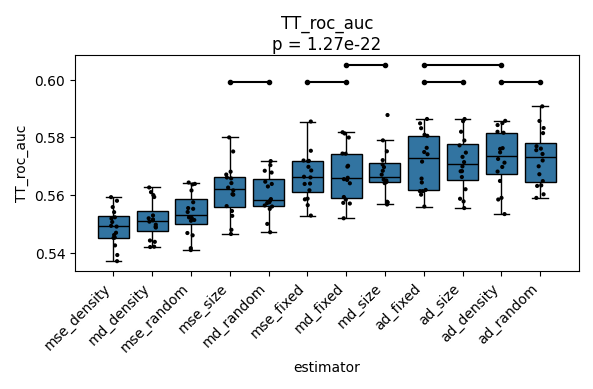 TT_roc_auc
p = 1.27e-22
TT_roc_auc
0.60
0.58
0.56
0.54
mse_density
md_density
mse_random
mse_size
md_random
mse_fixed
md_fixed
md_size
ad_fixed
ad_size
ad_density
ad_random
estimator